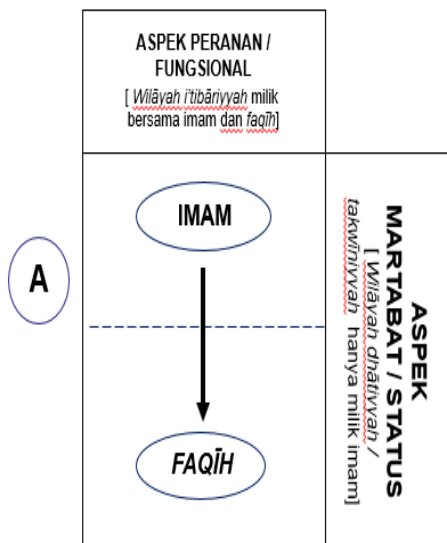 ASPEK PERANAN /
FUNGSIONAL
[ Wilāyah i'tibāriyyah milik
bersama imam dan faqīh]
IMAM
A
FAQĪH
ASPEK
MARTABAT / STATUS
[ Wilāyah dhātiyyah /
takwīniyyah hanya milik imam]